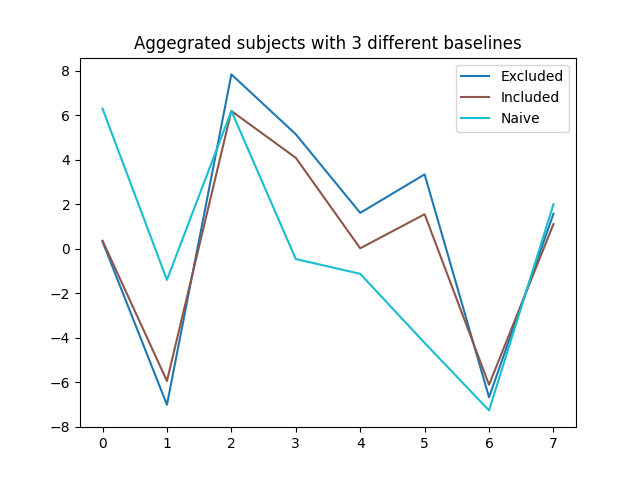 Aggegrated subjects with 3 different baselines
Excluded
Included
Naive
8
6
4
2
0
−2
−4
−6
−8
0 1 2 3 4 5 6 7